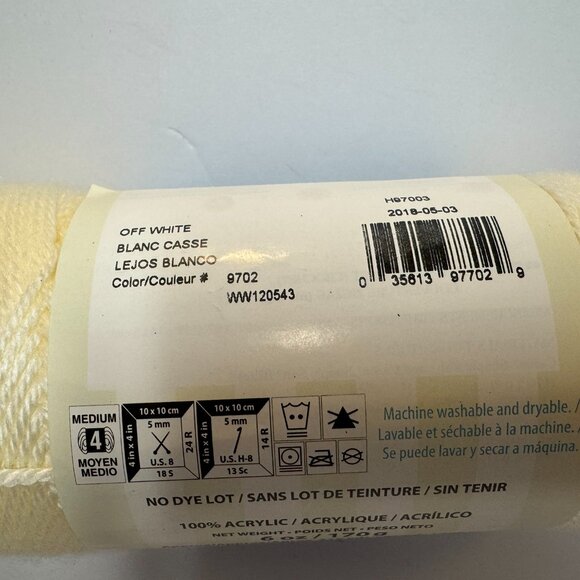 H97003
2018-05-03
OFF WHITE
BLANC CASSE
LEJOS BLANCO
Color/Couleur # 9702
WW120543
0 35613 97702 9
MEDIUM
4
MOYEN
MEDIO
10 x 10 cm
4 in x 4 in
5 mm
24 R
U.S. 8
18 S
10 x 10 cm
4 in x 4 in
5 mm
14 R
U.S. H-8
13 Sc
Machine washable and dryable. /
Lavable et séchable à la machine. /
Se puede lavar y secar a máquina.
NO DYE LOT / SANS LOT DE TEINTURE / SIN TENIR
100% ACRYLIC / ACRYLIQUE / ACRÍLICO
NET WEIGHT • POIDS NET • PESO NETO
6 oz / 170 g